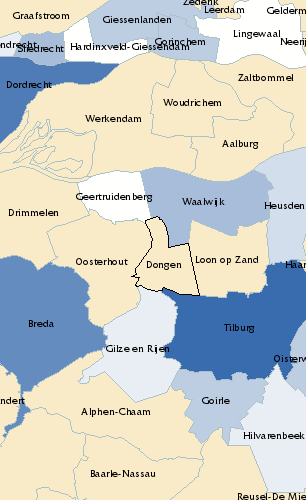 Zederik
Graafstroom
Giessenlanden
Leerdam
Gelderm
Lingewaal
Gorinchem
Neerij
ndrecht
Sliedrecht
Hardinxveld-Giessendam
Dordrecht
Zaltbommel
Woudrichem
Werkendam
Aalburg
Geertruidenberg
Waalwijk
Heusden
Drimmelen
Oosterhout
Dongen
Loon op Zand
Haar
Breda
Tilburg
Gilze en Rijen
Oisterw
ndert
Goirle
Alphen-Chaam
Hilvarenbeek
Baarle-Nassau
Reusel-De Mie